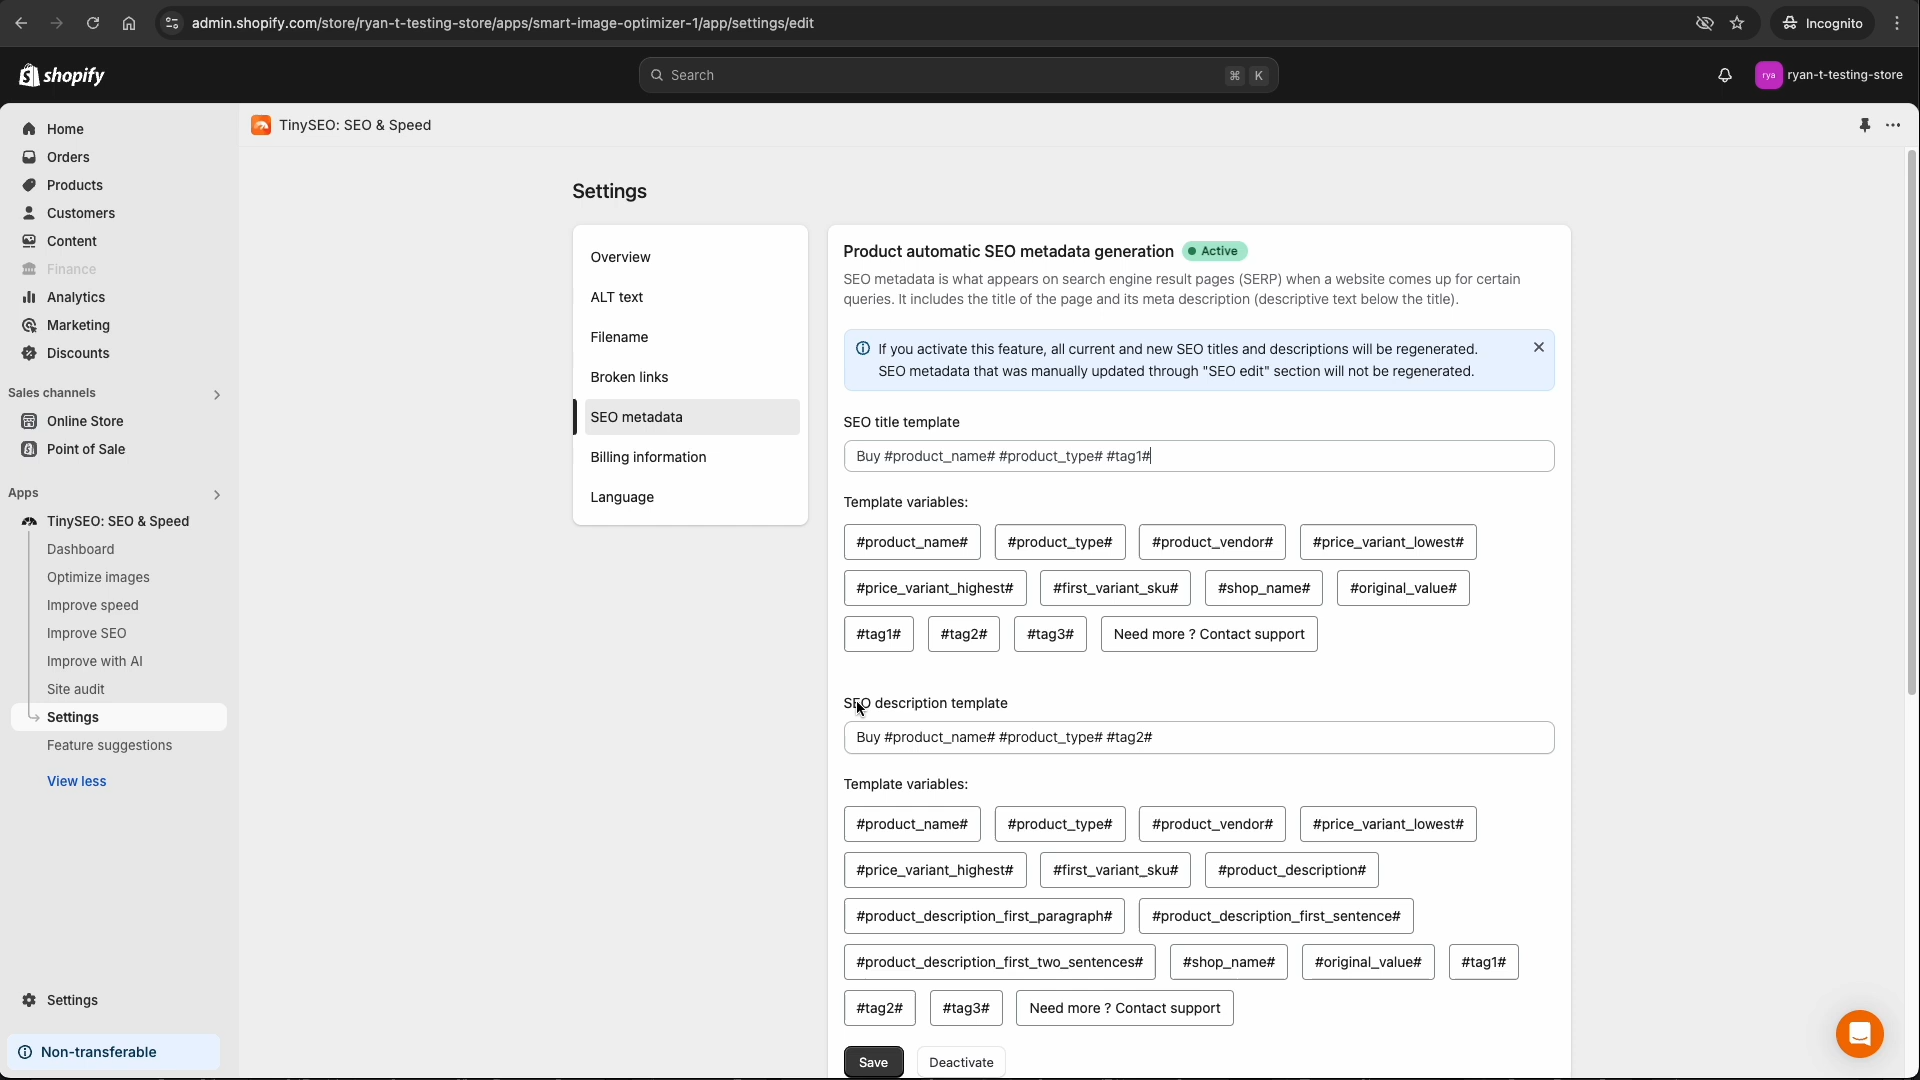 admin.shopify.com/store/ryan-t-testing-store/apps/smart-image-optimizer-1/app/settings/edit
Incognito
shopify
Search
⌘ K
rya
ryan-t-testing-store
Home
Orders
Products
Customers
Content
Finance
Analytics
Marketing
Discounts
Sales channels
Online Store
Point of Sale
Apps
TinySEO: SEO & Speed
Dashboard
Optimize images
Improve speed
Improve SEO
Improve with AI
Site audit
Settings
Feature suggestions
View less
Settings
Non-transferable
TinySEO: SEO & Speed
Settings
Overview
ALT text
Filename
Broken links
SEO metadata
Billing information
Language
Product automatic SEO metadata generation Active
SEO metadata is what appears on search engine result pages (SERP) when a website comes up for certain
queries. It includes the title of the page and its meta description (descriptive text below the title).
If you activate this feature, all current and new SEO titles and descriptions will be regenerated.
SEO metadata that was manually updated through "SEO edit" section will not be regenerated.
SEO title template
Buy #product_name# #product_type# #tag1#
Template variables:
#product_name# #product_type# #product_vendor# #price_variant_lowest#
#price_variant_highest# #first_variant_sku# #shop_name# #original_value#
#tag1# #tag2# #tag3# Need more ? Contact support
SEO description template
Buy #product_name# #product_type# #tag2#
Template variables:
#product_name# #product_type# #product_vendor# #price_variant_lowest#
#price_variant_highest# #first_variant_sku# #product_description#
#product_description_first_paragraph# #product_description_first_sentence#
#product_description_first_two_sentences# #shop_name# #original_value# #tag1#
#tag2# #tag3# Need more ? Contact support
Save Deactivate